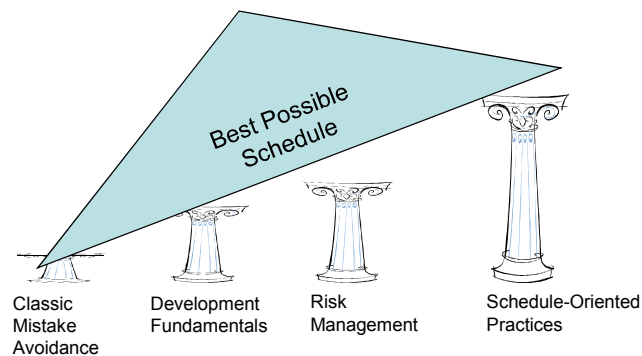 Best Possible
Schedule
Classic
Mistake
Avoidance
Development
Fundamentals
Risk
Management
Schedule-Oriented
Practices